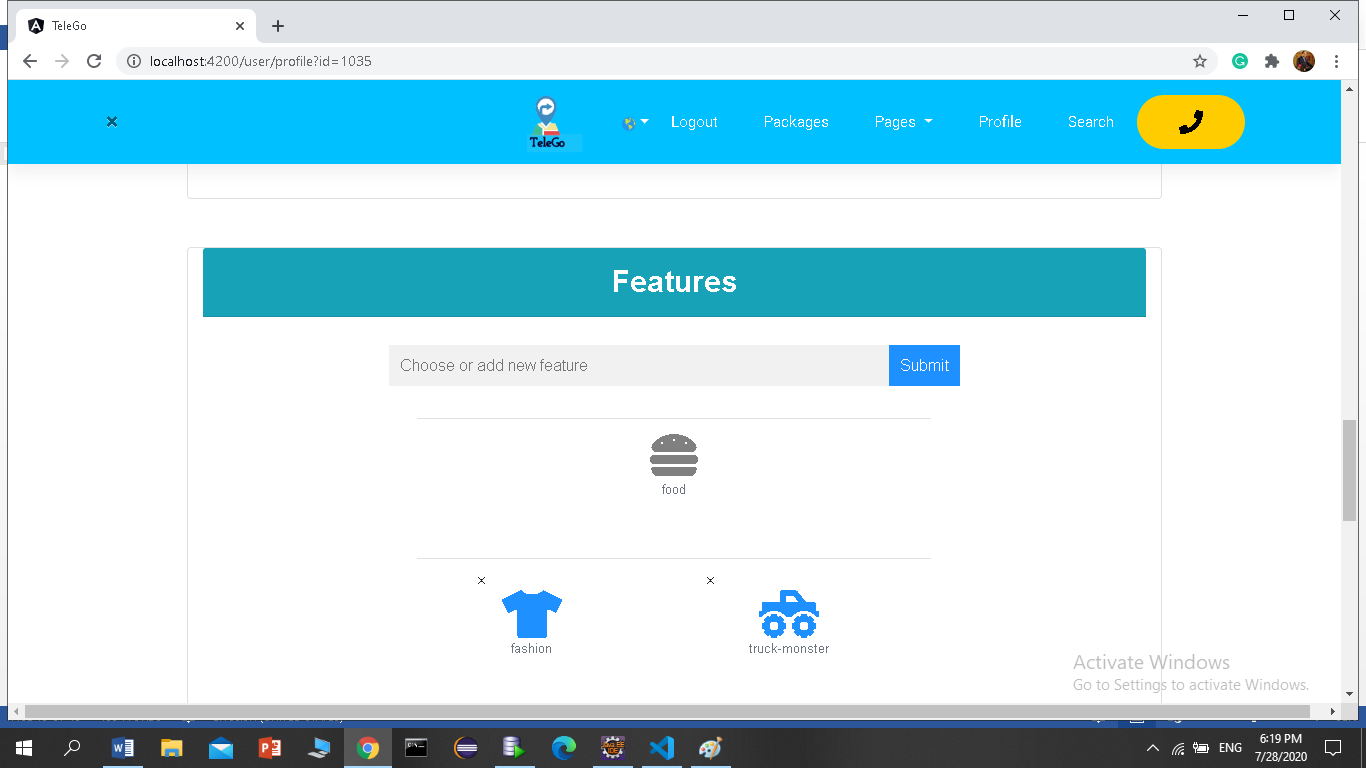 TeleGo
localhost:4200/user/profile?id=1035
TeleGo
Logout
Packages
Pages
Profile
Search
Features
Choose or add new feature
Submit
food
fashion
truck-monster
Activate Windows
Go to Settings to activate Windows.
ENG
6:19 PM
7/28/2020